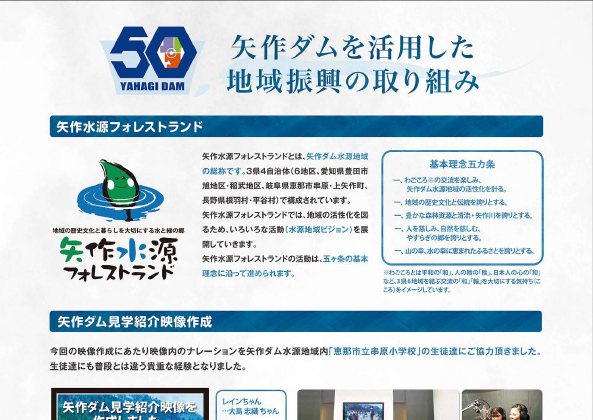 50
YAHAGI DAM
矢作ダムを活用した
地域振興の取り組み
矢作水源フォレストランド
地域の歴史文化と暮らしを大切にする水と緑の郷
矢作水源
フォレストランド
矢作水源フォレストランドとは、矢作ダム水源地域
の総称です。3県4自治体（6地区、愛知県豊田市
旭地区・稲武地区、岐阜県恵那市串原・上矢作町、
長野県根羽村・平谷村）で構成されています。
矢作水源フォレストランドでは、地域の活性化を図
るため、いろいろな活動（水源地域ビジョン）を展
開していきます。
矢作水源フォレストランドの活動は、五ヶ条の基本
理念に沿って進められます。
基本理念五カ条
一、わごころ※の交流を楽しみ、
矢作ダム水源地域の活性化を計る。
一、地域の歴史文化と伝統を誇りとする。
一、豊かな森林資源と清流・矢作川を誇りとする。
一、人を慈しみ、自然を慈しむ、
やすらぎの郷を誇りとする。
一、山の幸、水の幸に恵まれたふるさとを誇りとする。
※わごころとは平和の「和」、人の輪の「輪」、日本人の心の「和」
など、3県6地域を結ぶ交流の「和」「輪」を大切にする気持ち（こ
ころ）をイメージしています。
矢作ダム見学紹介映像作成
今回の映像作成にあたり映像内のナレーションを矢作ダム水源地域内「恵那市立串原小学校」の生徒達にご協力頂きました。
生徒達にも普段とは違う貴重な経験となりました。
矢作ダム見学紹介映像を
作成しました
レインちゃん
…大島 志織 ちゃん